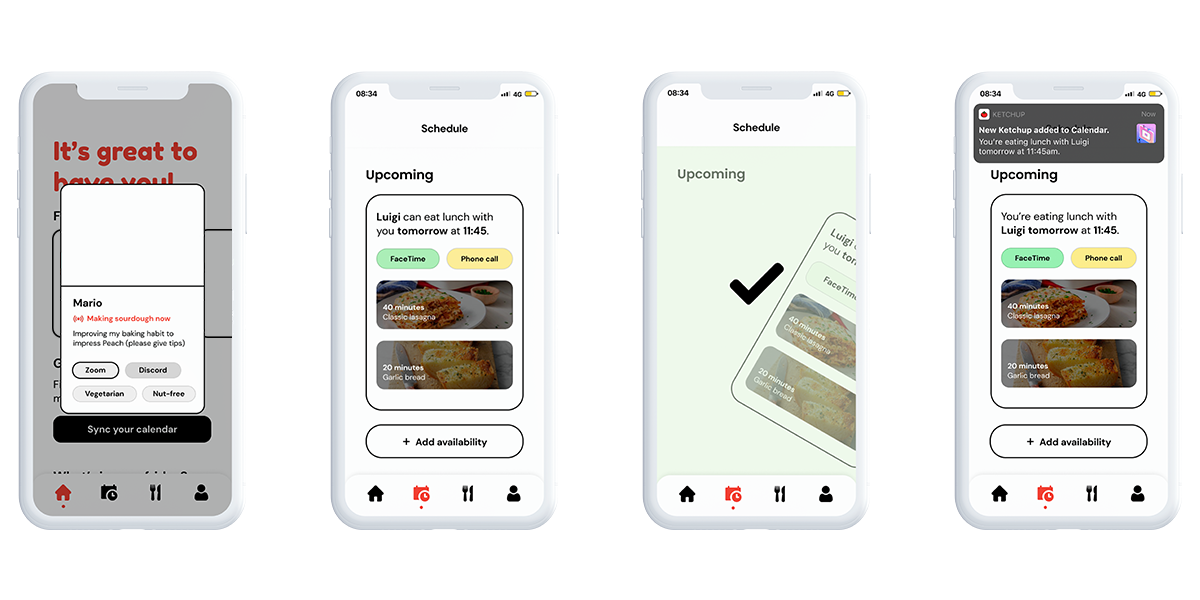 It's great to
have you!
F
Mario
Making sourdough now
Improving my baking habit to
impress Peach (please give tips)
Zoom
Discord
Vegetarian
Nut-free
G
Sync your calendar
08:34
4G
Schedule
Upcoming
Luigi can eat lunch with
you tomorrow at 11:45.
FaceTime
Phone call
40 minutes
Classic lasagna
20 minutes
Garlic bread
+ Add availability
08:34
4G
Schedule
Upcoming
Luigi
you tom
FaceTime
40 minutes
Classic lasagna
20 minutes
Garlic bread
08:34
4G
KETCHUP
Now
New Ketchup added to Calendar.
You're eating lunch with Luigi
tomorrow at 11:45am.
Upcoming
You're eating lunch with
Luigi tomorrow at 11:45.
FaceTime
Phone call
40 minutes
Classic lasagna
20 minutes
Garlic bread
+ Add availability